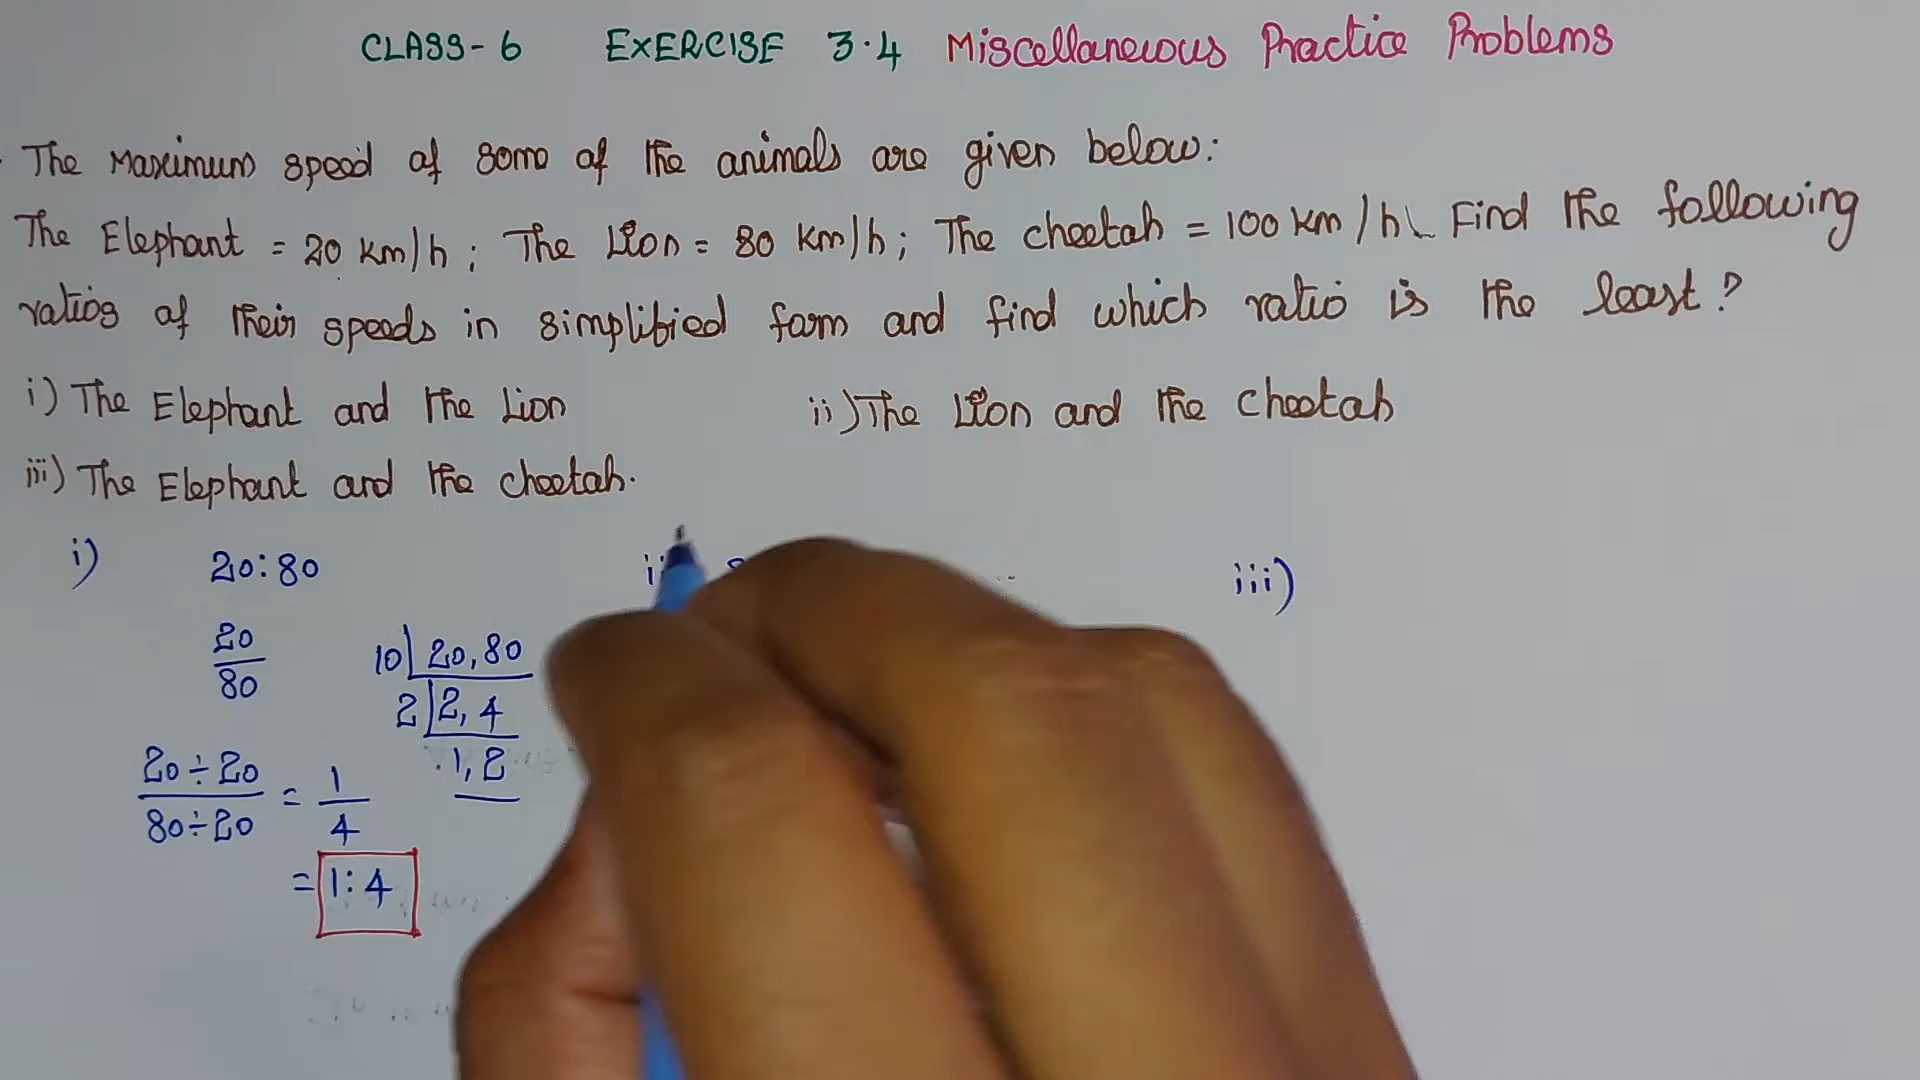 CLASS-6 EXERCISE 3.4 Miscellaneous Practice Problems
The Maximum speed of some of the animals are given below:
The Elephant = 20 km/h; The Lion = 80 km/h; The cheetah = 100 km/h. Find the following
ratios of their speeds in simplified form and find which ratio is the least?
i) The Elephant and the Lion
ii) The Lion and the cheetah
iii) The Elephant and the cheetah.
i) 20:80
iii)
20
80
10 | 20, 80
2 | 2, 4
1, 2
20÷20
80÷20
= 1
4
= 1:4